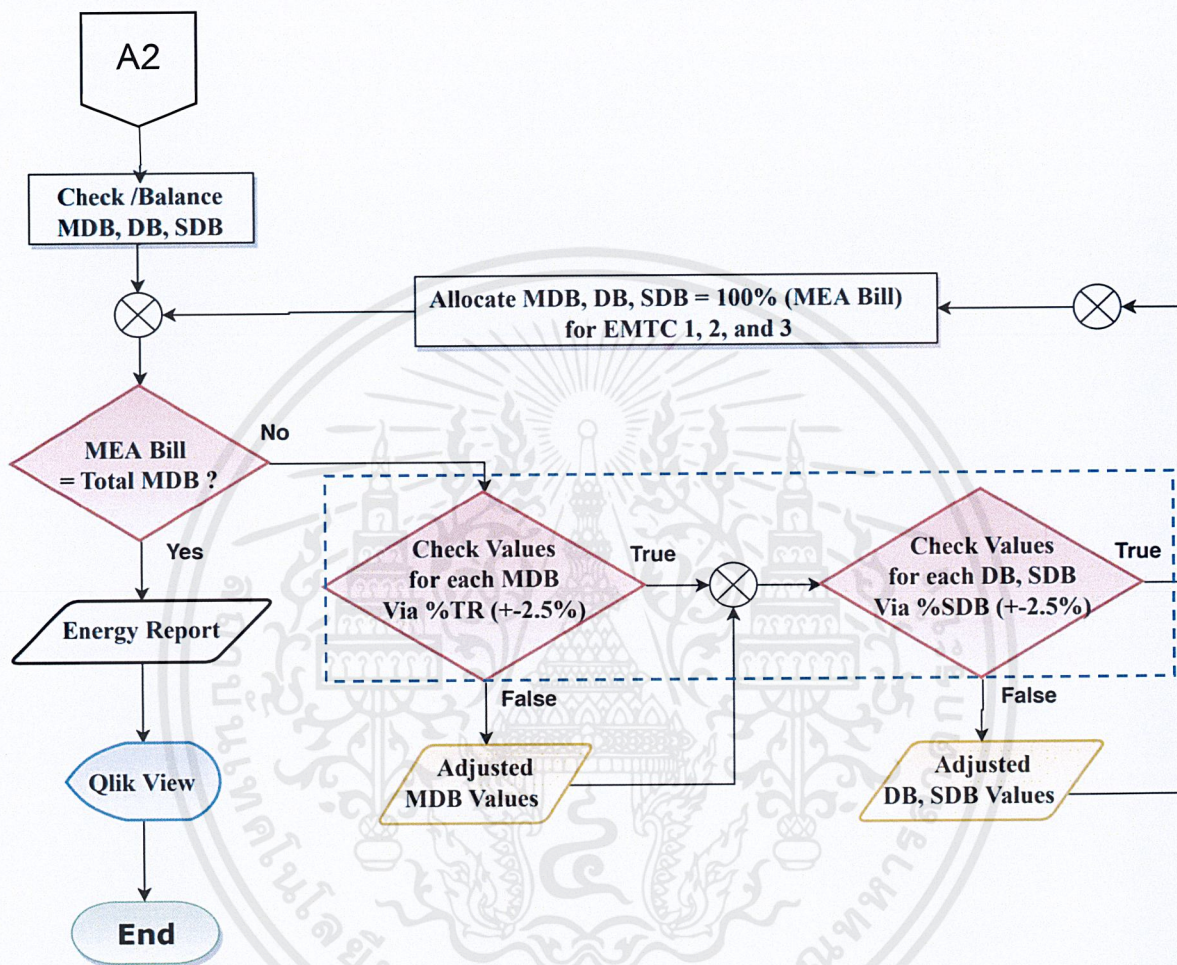 A2
Check /Balance
MDB, DB, SDB
Allocate MDB, DB, SDB = 100% (MEA Bill)
for EMTC 1, 2, and 3
MEA Bill
= Total MDB ?
No
Yes
Check Values
for each MDB
Via %TR (+-2.5%)
True
False
Check Values
for each DB, SDB
Via %SDB (+-2.5%)
True
False
Energy Report
Adjusted
MDB Values
Adjusted
DB, SDB Values
Qlik View
End